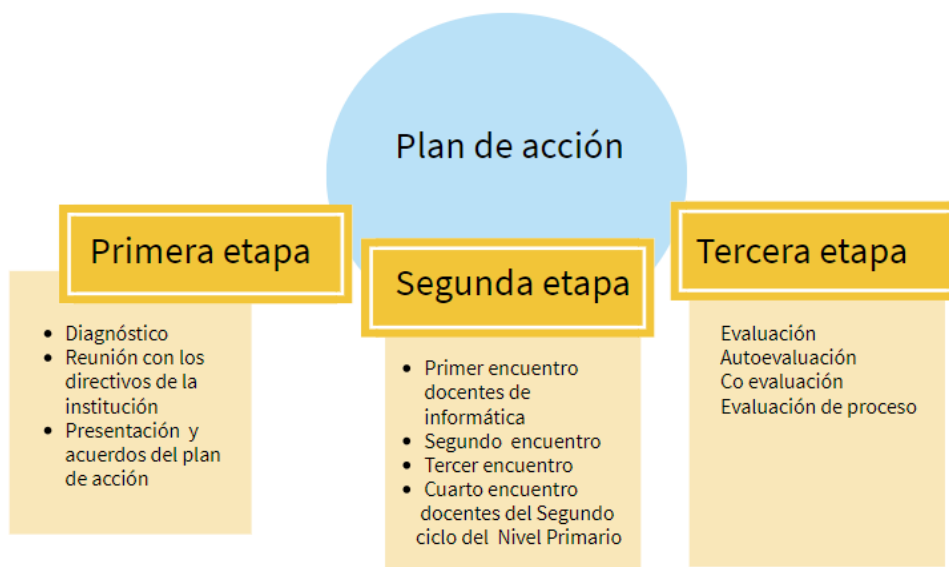 Plan de acción
Primera etapa
• Diagnóstico
• Reunión con los
directivos de la
institución
• Presentación y
acuerdos del plan
de acción
Segunda etapa
• Primer encuentro
docentes de
informática
• Segundo encuentro
• Tercer encuentro
• Cuarto encuentro
docentes del Segundo
ciclo del Nivel Primario
Tercera etapa
Evaluación
Autoevaluación
Co evaluación
Evaluación de proceso